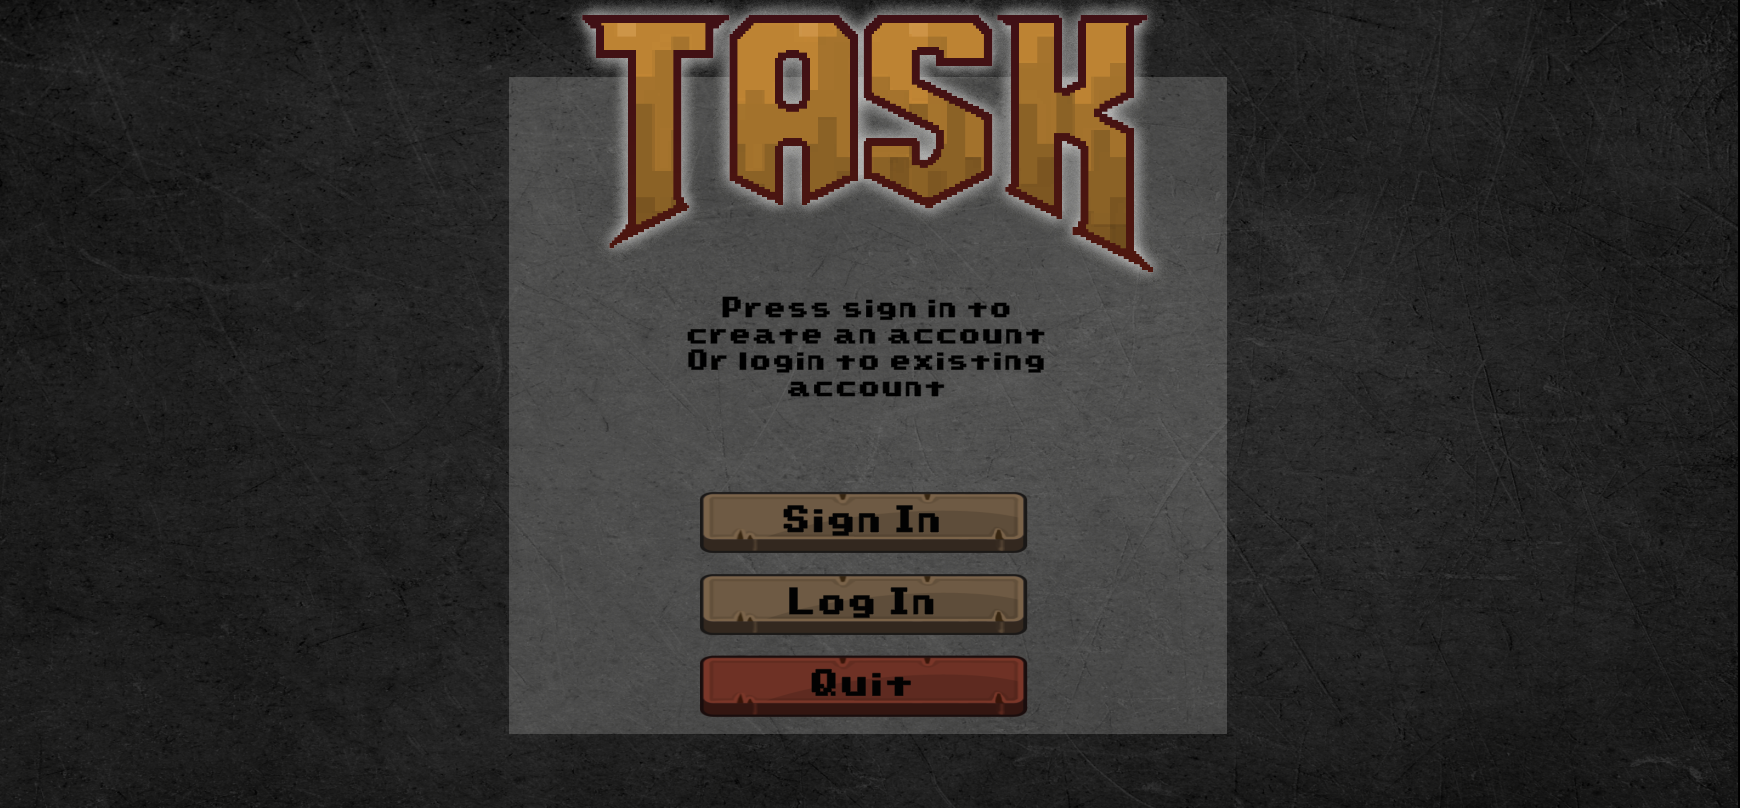 TASK
Press sign in to
create an account
Or login to existing
account
Sign In
Log In
Quit